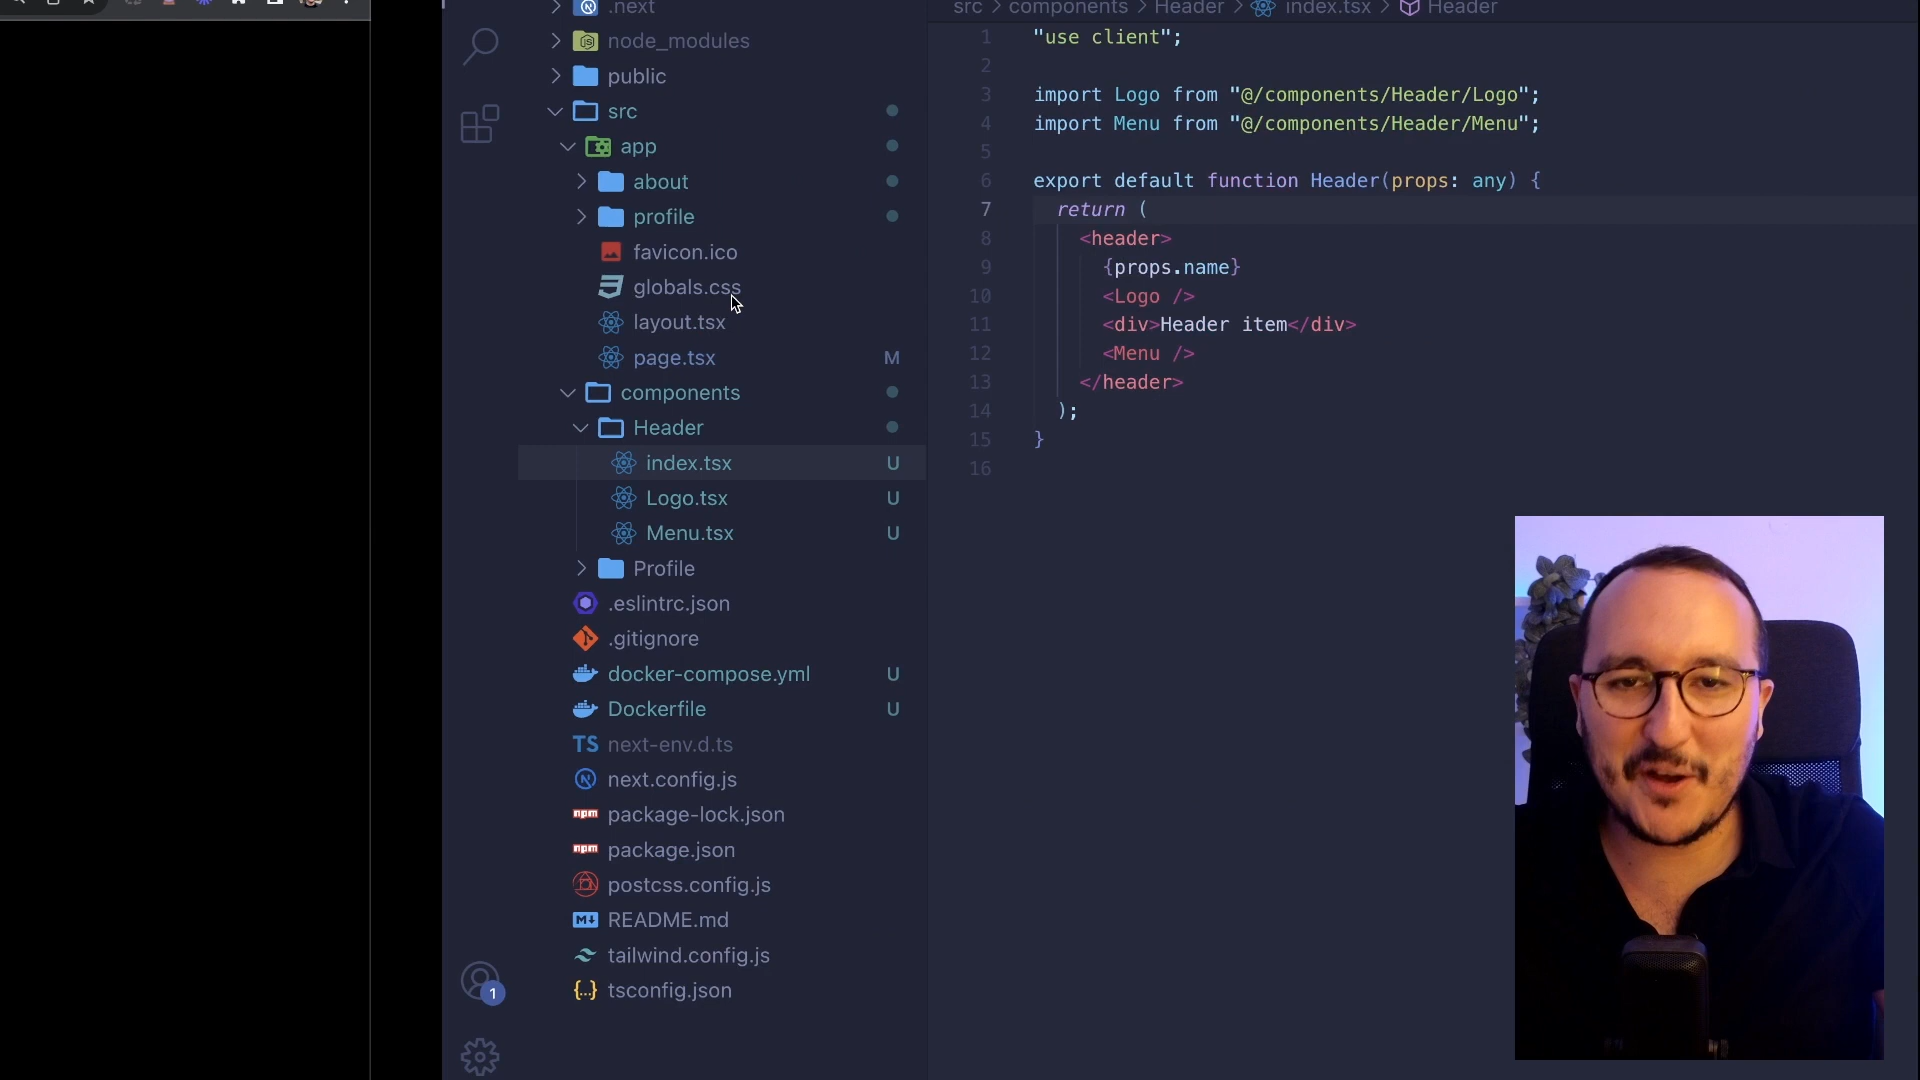 .next
node_modules
public
src
app
about
profile
favicon.ico
globals.css
layout.tsx
page.tsx M
components
Header
index.tsx U
Logo.tsx U
Menu.tsx U
Profile
.eslintrc.json
.gitignore
docker-compose.yml U
Dockerfile U
TS next-env.d.ts
next.config.js
npm package-lock.json
npm package.json
postcss.config.js
M README.md
tailwind.config.js
{..} tsconfig.json
1
src > components > Header > index.tsx > Header
1 "use client";
2
3 import Logo from "@/components/Header/Logo";
4 import Menu from "@/components/Header/Menu";
5
6 export default function Header(props: any) {
7 return (
8 <header>
9 {props.name}
10 <Logo />
11 <div>Header item</div>
12 <Menu />
13 </header>
14 );
15 }
16